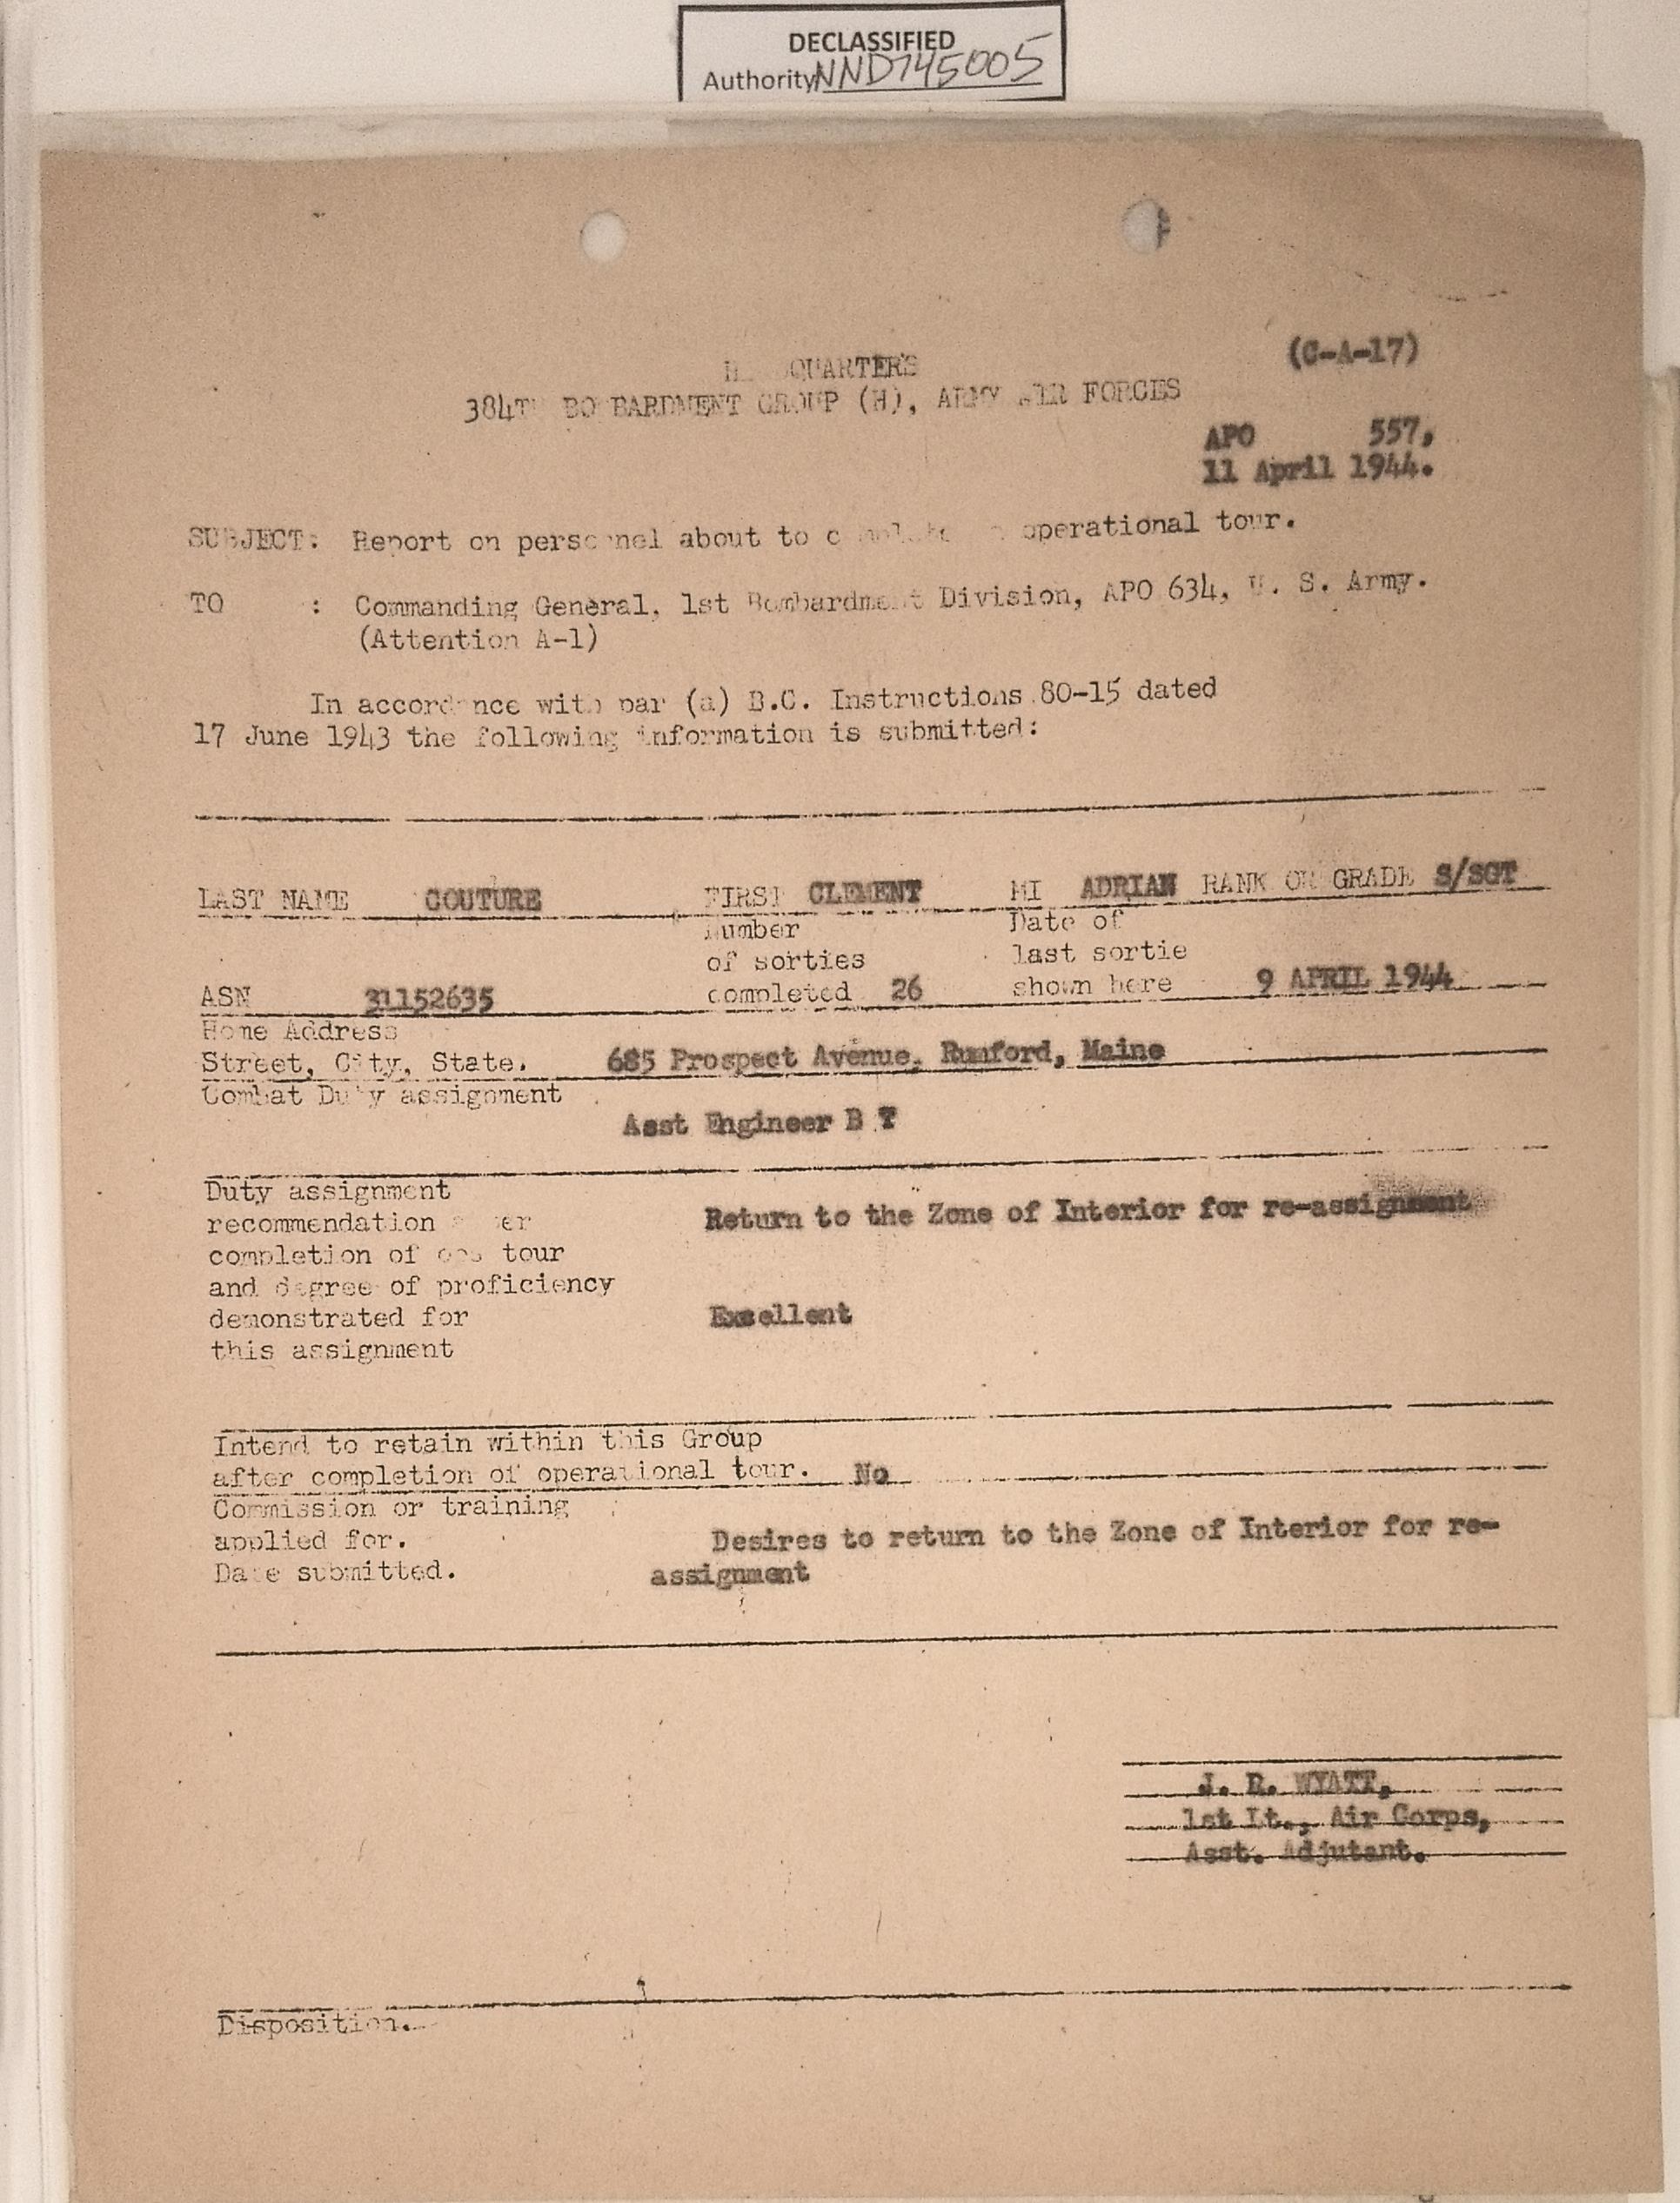 DECLASSIFIED
Authority NND745005
(C-A-17)
HEADQUARTERS
384TH BOMBARDMENT GROUP (H), ARMY AIR FORCES
APO 557,
11 April 1944.
SUBJECT: Report on personnel about to complete operational tour.
TO : Commanding General, 1st Bombardment Division, APO 634, U. S. Army.
(Attention A-1)
In accordance with par (a) B.C. Instructions 80-15 dated
17 June 1943 the following information is submitted:
LAST NAME COUTURE FIRST CLEMENT MI ADRIAN RANK OR GRADE S/SGT
Number Date of
of sorties last sortie
ASN 31152635 completed 26 shown here 9 APRIL 1944
Home Address
Street, City, State. 685 Prospect Avenue, Rumford, Maine
Combat Duty assignment
Asst Engineer B T
Duty assignment
recommendation after Return to the Zone of Interior for re-assignment
completion of ops tour
and degree of proficiency
demonstrated for Excellent
this assignment
Intend to retain within this Group
after completion of operational tour. No
Commission or training
applied for. Desires to return to the Zone of Interior for re-
Date submitted. assignment
J. R. WYATT,
1st Lt., Air Corps,
Asst. Adjutant.
Disposition.